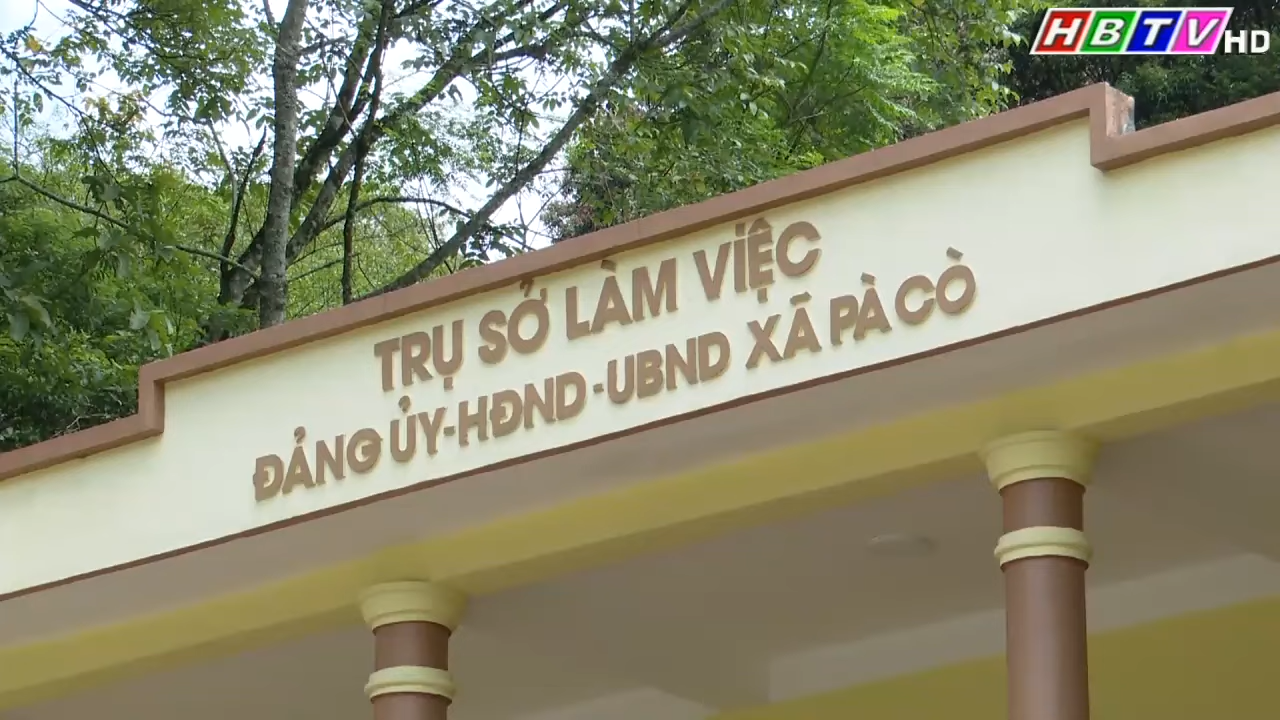 HBTV HD
TRỤ SỞ LÀM VIỆC
ĐẢNG ỦY-HĐND-UBND XÃ PÀ CÒ